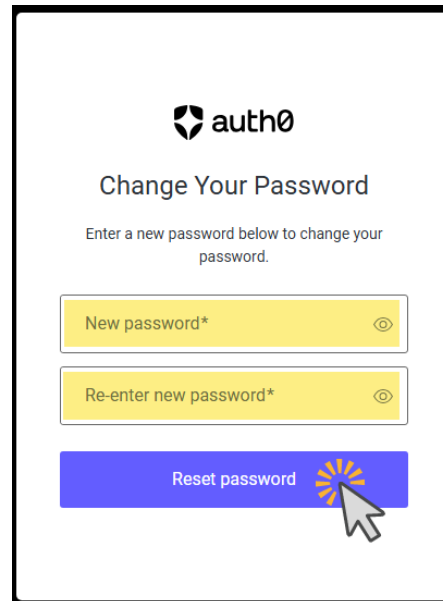 auth0
Change Your Password
Enter a new password below to change your
password.
New password*
Re-enter new password*
Reset password